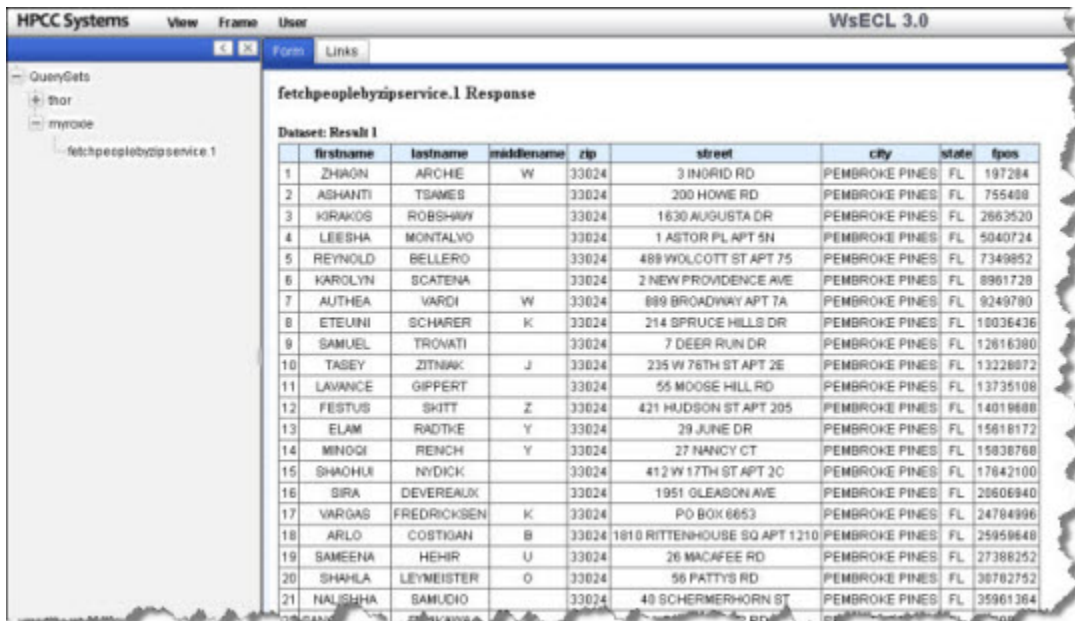 HPCC Systems View Frame User WsECL 3.0
Form Links
QuerySets
thor
myroxie
fetchpeoplebyzipservice.1
fetchpeoplebyzipservice.1 Response
Dataset: Result 1
firstname lastname middlename zip street city state fpos
1 ZHIAGN ARCHIE W 33024 3 INGRID RD PEMBROKE PINES FL 197284
2 ASHANTI TSAMES 33024 200 HOWE RD PEMBROKE PINES FL 755408
3 KIRAKOS ROBSHAW 33024 1630 AUGUSTA DR PEMBROKE PINES FL 2663520
4 LEESHA MONTALVO 33024 1 ASTOR PL APT 5N PEMBROKE PINES FL 5040724
5 REYNOLD BELLERO 33024 489 WOLCOTT ST APT 75 PEMBROKE PINES FL 7349852
6 KAROLYN SCATENA 33024 2 NEW PROVIDENCE AVE PEMBROKE PINES FL 8961728
7 AUTHEA VARDI W 33024 889 BROADWAY APT 7A PEMBROKE PINES FL 9249780
8 ETEUINI SCHARER K 33024 214 SPRUCE HILLS DR PEMBROKE PINES FL 10036436
9 SAMUEL TROVATI 33024 7 DEER RUN DR PEMBROKE PINES FL 12616380
10 TASEY ZITNIAK J 33024 235 W 76TH ST APT 2E PEMBROKE PINES FL 13228072
11 LAVANCE GIPPERT 33024 55 MOOSE HILL RD PEMBROKE PINES FL 13735108
12 FESTUS SKITT Z 33024 421 HUDSON ST APT 205 PEMBROKE PINES FL 14019688
13 ELAM RADTKE Y 33024 29 JUNE DR PEMBROKE PINES FL 15618172
14 MINOQI RENCH Y 33024 27 NANCY CT PEMBROKE PINES FL 15838768
15 SHAOHUI NYDICK 33024 412 W 17TH ST APT 2C PEMBROKE PINES FL 17642100
16 SIRA DEVEREAUX 33024 1951 GLEASON AVE PEMBROKE PINES FL 20606940
17 VARGAS FREDRICKSEN K 33024 PO BOX 6653 PEMBROKE PINES FL 24784996
18 ARLO COSTIGAN B 33024 1810 RITTENHOUSE SQ APT 1210 PEMBROKE PINES FL 25959648
19 SAMEENA HEHIR U 33024 26 MACAFEE RD PEMBROKE PINES FL 27388252
20 SHAHLA LEYMEISTER O 33024 56 PATTYS RD PEMBROKE PINES FL 30782752
21 NALISHHA SAMUDIO 33024 40 SCHERMERHORN ST PEMBROKE PINES FL 35961364